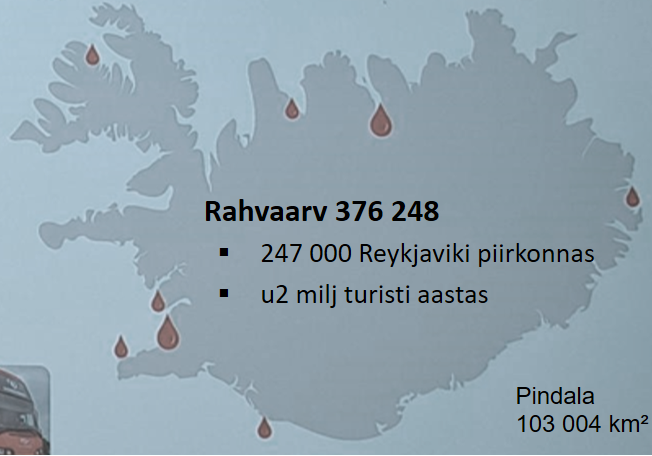 Rahvaarv 376 248
▪ 247 000 Reykjaviki piirkonnas
▪ u2 milj turisti aastas
Pindala
103 004 km²